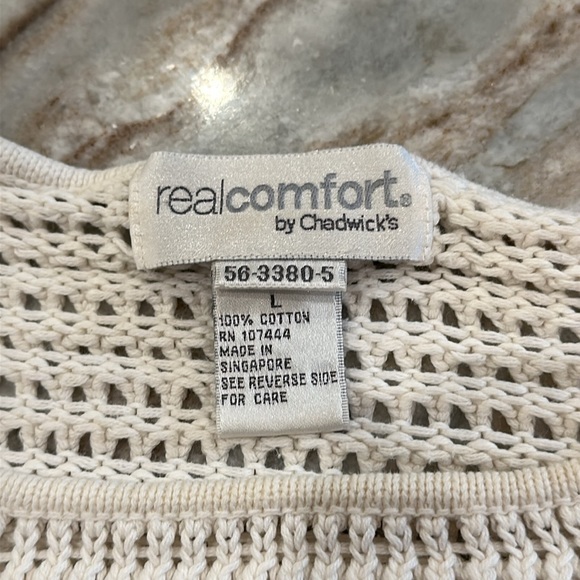 realcomfort®
by Chadwick's
56-3380-5
L
100% COTTON
RN 107444
MADE IN
SINGAPORE
SEE REVERSE SIDE
FOR CARE